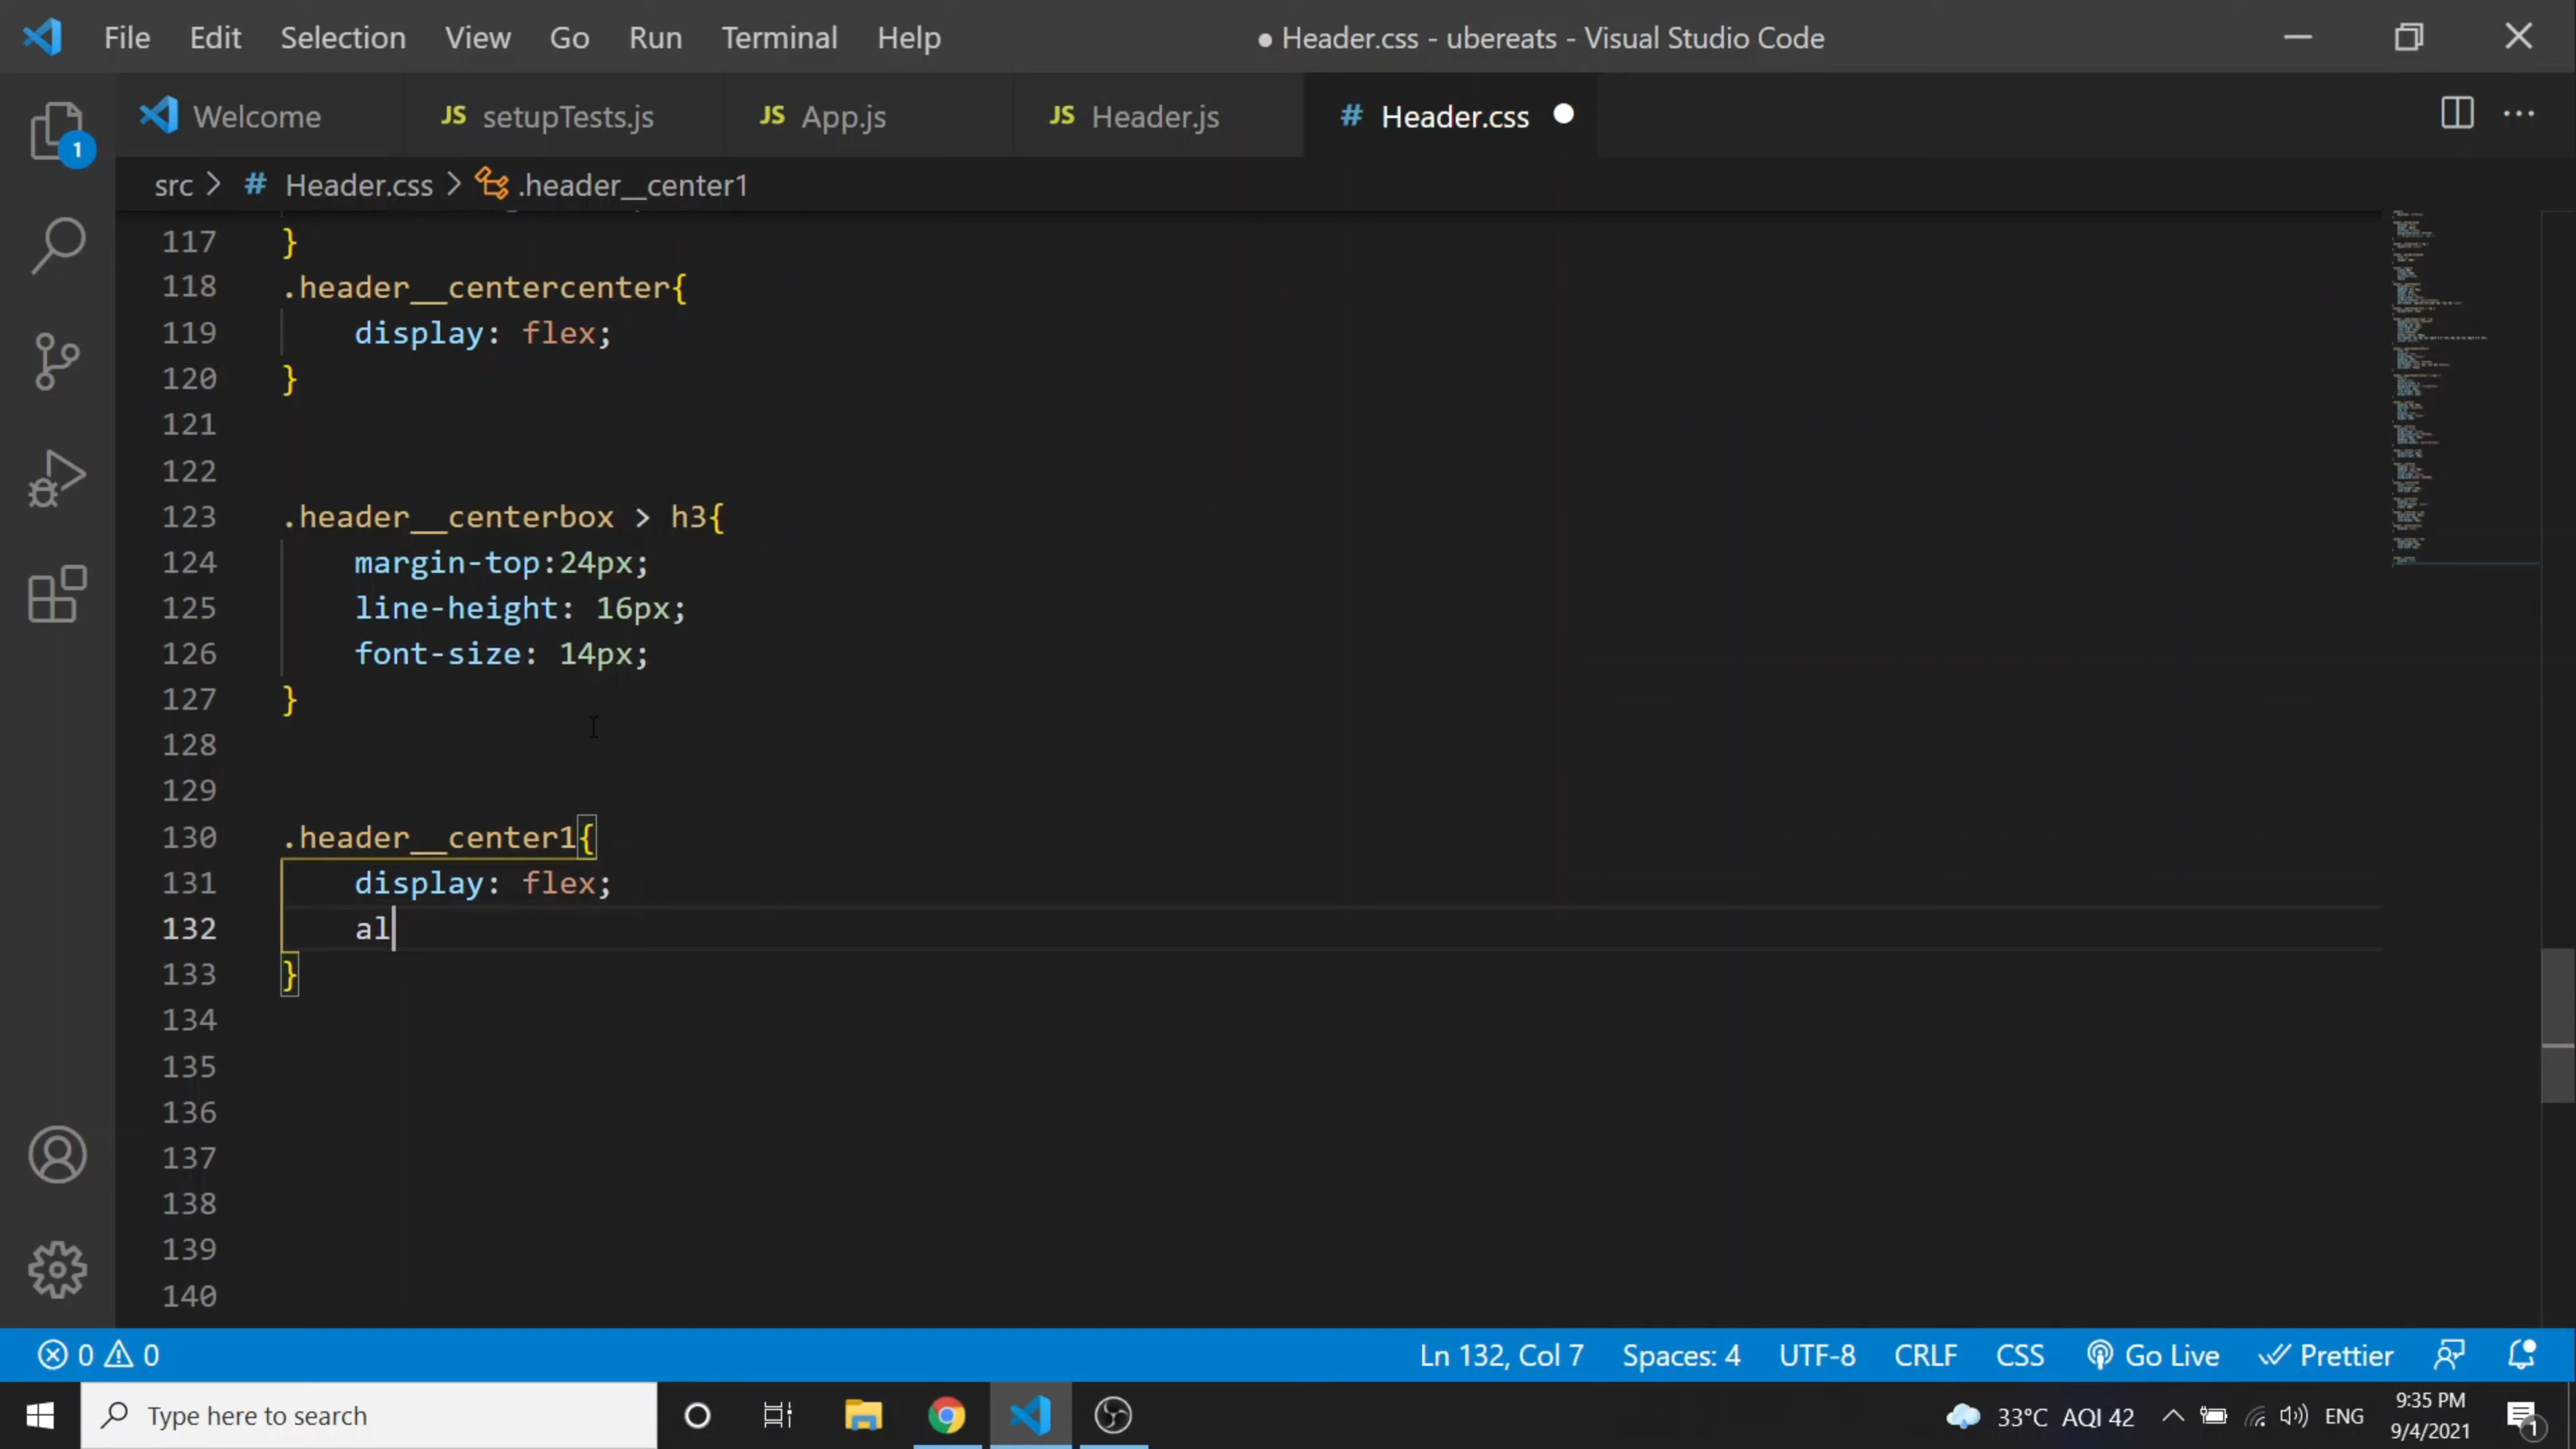 File Edit Selection View Go Run Terminal Help ● Header.css - ubereats - Visual Studio Code
Welcome JS setupTests.js JS App.js JS Header.js # Header.css
1
src > # Header.css > .header__center1
117 }
118 .header__centercenter{
119 display: flex;
120 }
121
122
123 .header__centerbox > h3{
124 margin-top:24px;
125 line-height: 16px;
126 font-size: 14px;
127 }
128
129
130 .header__center1{
131 display: flex;
132 al
133 }
134
135
136
137
138
139
140
0 0 Ln 132, Col 7 Spaces: 4 UTF-8 CRLF CSS Go Live Prettier
Type here to search 33°C AQI 42 ENG 9:35 PM
9/4/2021 1